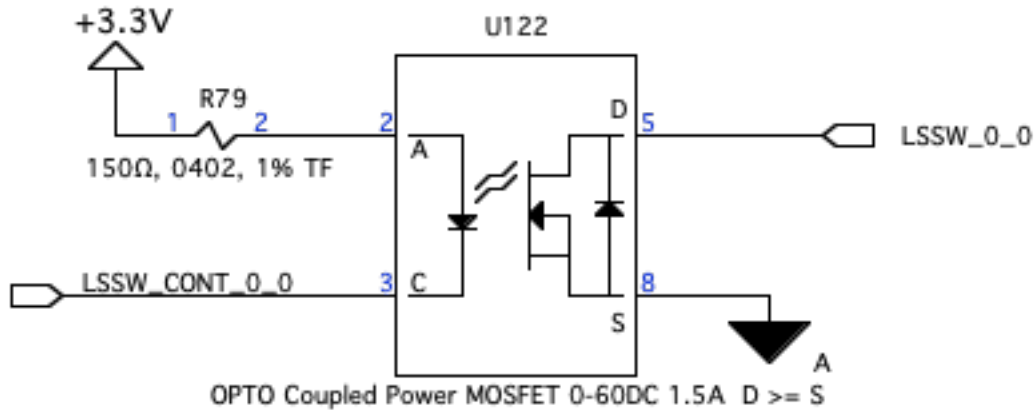 +3.3V
U122
R79
1
2
2
A
150Ω, 0402, 1% TF
D
5
LSSW_0_0
LSSW_CONT_0_0
3
C
8
S
A
OPTO Coupled Power MOSFET 0-60DC 1.5A D >= S